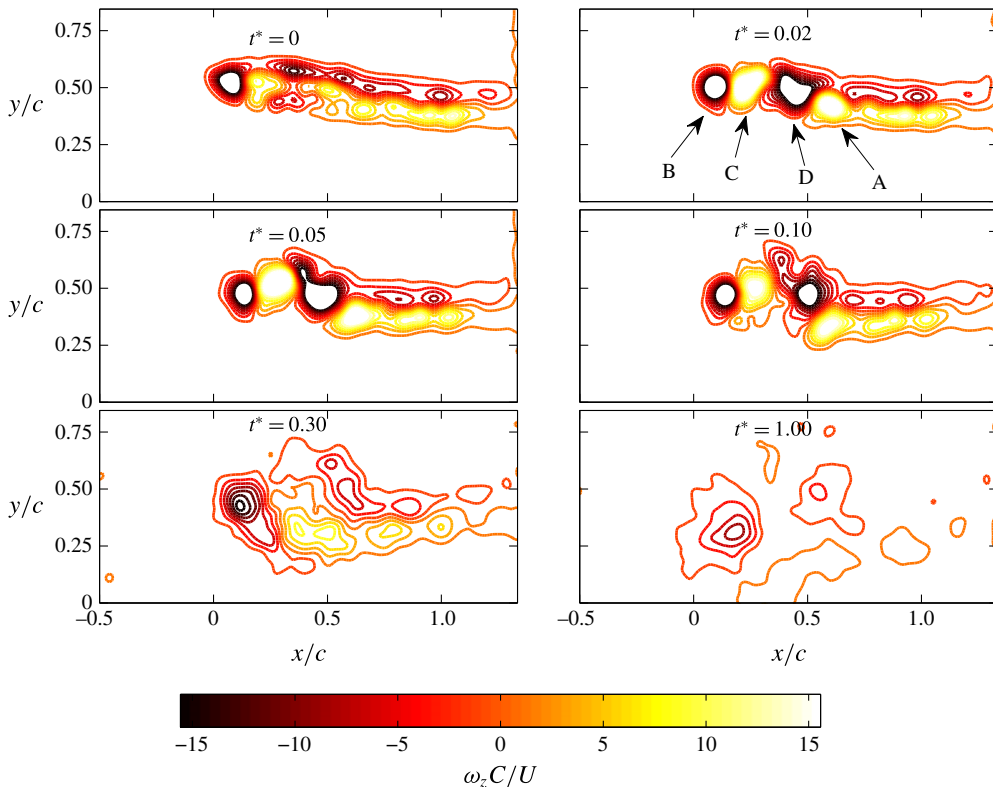 t* = 0
t* = 0.02
0.75
0.50
y/c
0.25
0
B
C
D
A
t* = 0.05
t* = 0.10
0.75
0.50
y/c
0.25
0
t* = 0.30
t* = 1.00
0.75
0.50
y/c
0.25
0
−0.5 0 0.5 1.0 −0.5 0 0.5 1.0
x/c x/c
−15 −10 −5 0 5 10 15
ω_z C/U